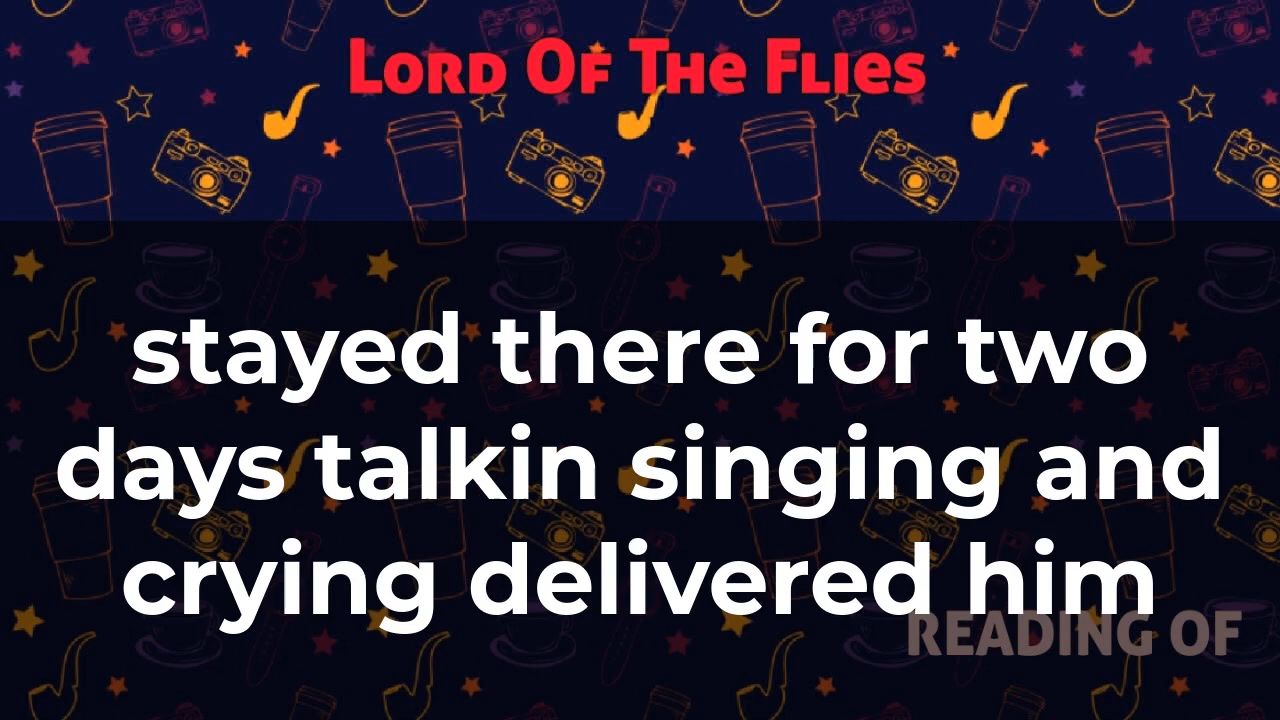 Lord Of The Flies
stayed there for two
days talkin singing and
crying delivered him
READING OF